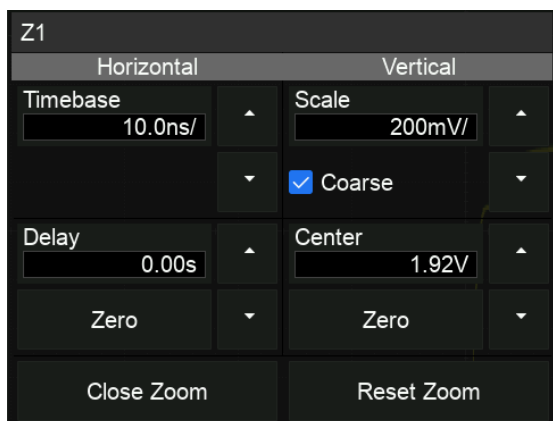 Z1
Horizontal Vertical
Timebase Scale
10.0ns/ 200mV/
Coarse
Delay Center
0.00s 1.92V
Zero Zero
Close Zoom Reset Zoom